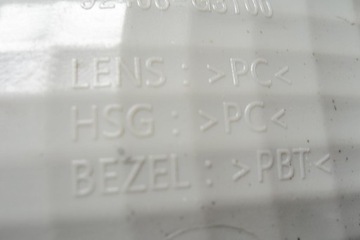 LENS : >PC<
HSG : >PC<
BEZEL : >PBT<